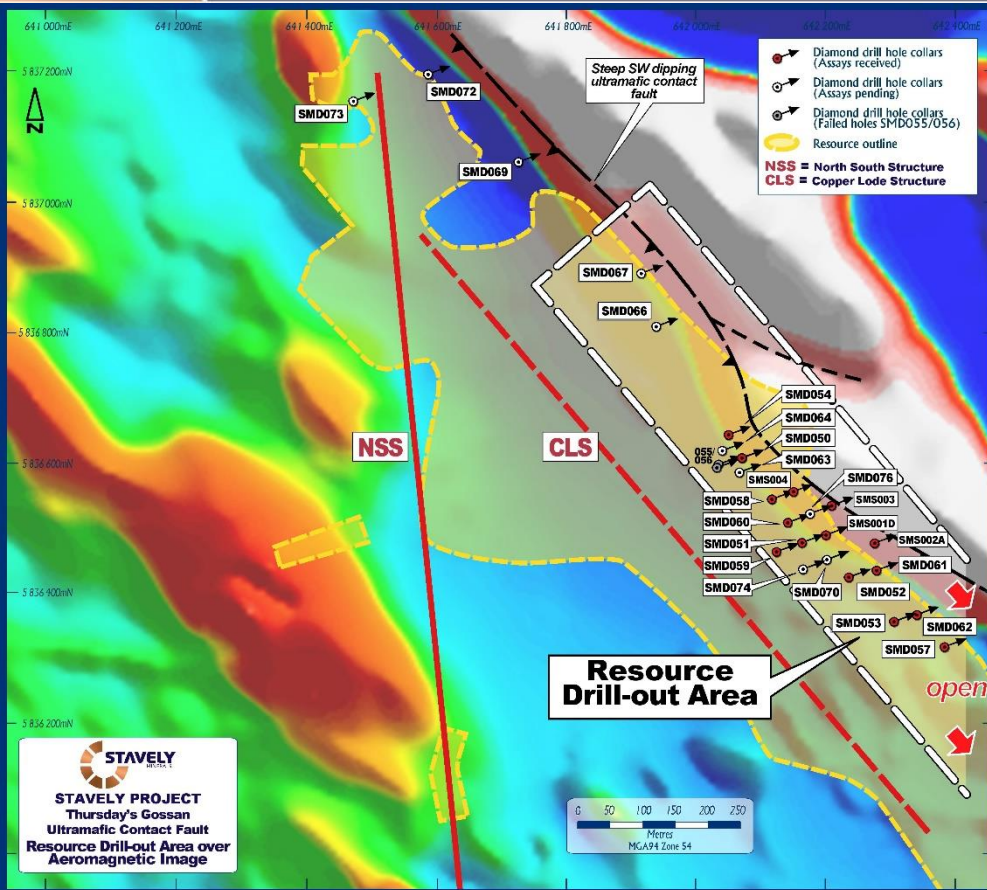 641 000mE
641 200mE
641 400mE
641 600mE
641 800mE
642 000mE
642 200mE
642 400mE
5 837 200mN
5 837 000mN
5 836 800mN
5 836 600mN
5 836 400mN
5 836 200mN
N
Diamond drill hole collars
(Assays received)
Diamond drill hole collars
(Assays pending)
Diamond drill hole collars
(Failed holes SMD055/056)
Resource outline
NSS = North South Structure
CLS = Copper Lode Structure
Steep SW dipping
ultramafic contact
fault
SMD072
SMD073
SMD069
SMD067
SMD066
SMD054
SMD064
SMD050
055/
056
SMD063
SMS004
SMD076
SMD058
SMS003
SMD060
SMS001D
SMD051
SMS002A
SMD059
SMD061
SMD074
SMD070
SMD052
SMD053
SMD062
SMD057
NSS
CLS
Resource
Drill-out Area
open
STAVELY
MINERALS
STAVELY PROJECT
Thursday's Gossan
Ultramafic Contact Fault
Resource Drill-out Area over
Aeromagnetic Image
0 50 100 150 200 250
Metres
MGA94 Zone 54